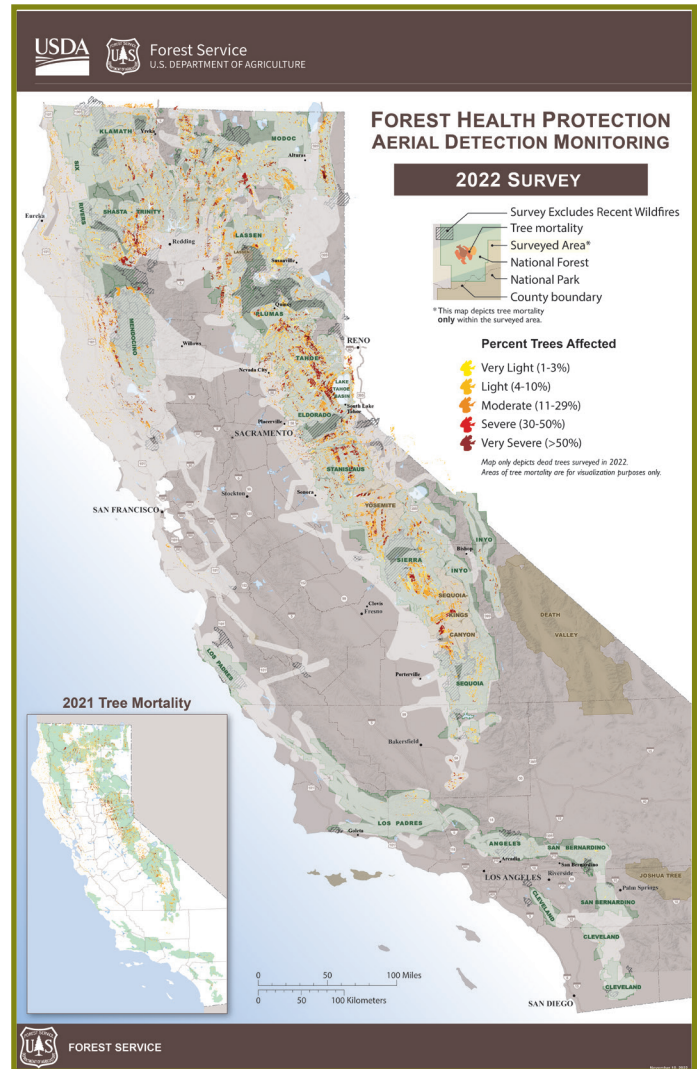 USDA
Forest Service
U.S. DEPARTMENT OF AGRICULTURE
FOREST HEALTH PROTECTION
AERIAL DETECTION MONITORING
2022 SURVEY
Survey Excludes Recent Wildfires
Tree mortality
Surveyed Area*
National Forest
National Park
County boundary
* This map depicts tree mortality
only within the surveyed area.
Percent Trees Affected
Very Light (1-3%)
Light (4-10%)
Moderate (11-29%)
Severe (30-50%)
Very Severe (>50%)
Map only depicts dead trees surveyed in 2022.
Areas of tree mortality are for visualization purposes only.
KLAMATH
Yreka
MODOC
Alturas
SIX
RIVERS
Eureka
SHASTA
TRINITY
Redding
LASSEN
Susanville
MENDOCINO
Willows
Quincy
PLUMAS
TAHOE
RENO
Nevada City
LAKE
TAHOE
BASIN
South Lake
Tahoe
ELDORADO
Placerville
SACRAMENTO
STANISLAUS
Stockton
Sonora
SAN FRANCISCO
YOSEMITE
INYO
Bishop
SIERRA
INYO
SEQUOIA
Clovis
Fresno
KINGS
CANYON
DEATH
VALLEY
LOS PADRES
Porterville
SEQUOIA
Bakersfield
LOS PADRES
Goleta
ANGELES
Arcadia
SAN BERNARDINO
San Bernardino
LOS ANGELES
Riverside
JOSHUA TREE
Palm Springs
CLEVELAND
SAN BERNARDINO
CLEVELAND
CLEVELAND
SAN DIEGO
2021 Tree Mortality
0 50 100 Miles
0 50 100 Kilometers
U S
FOREST SERVICE